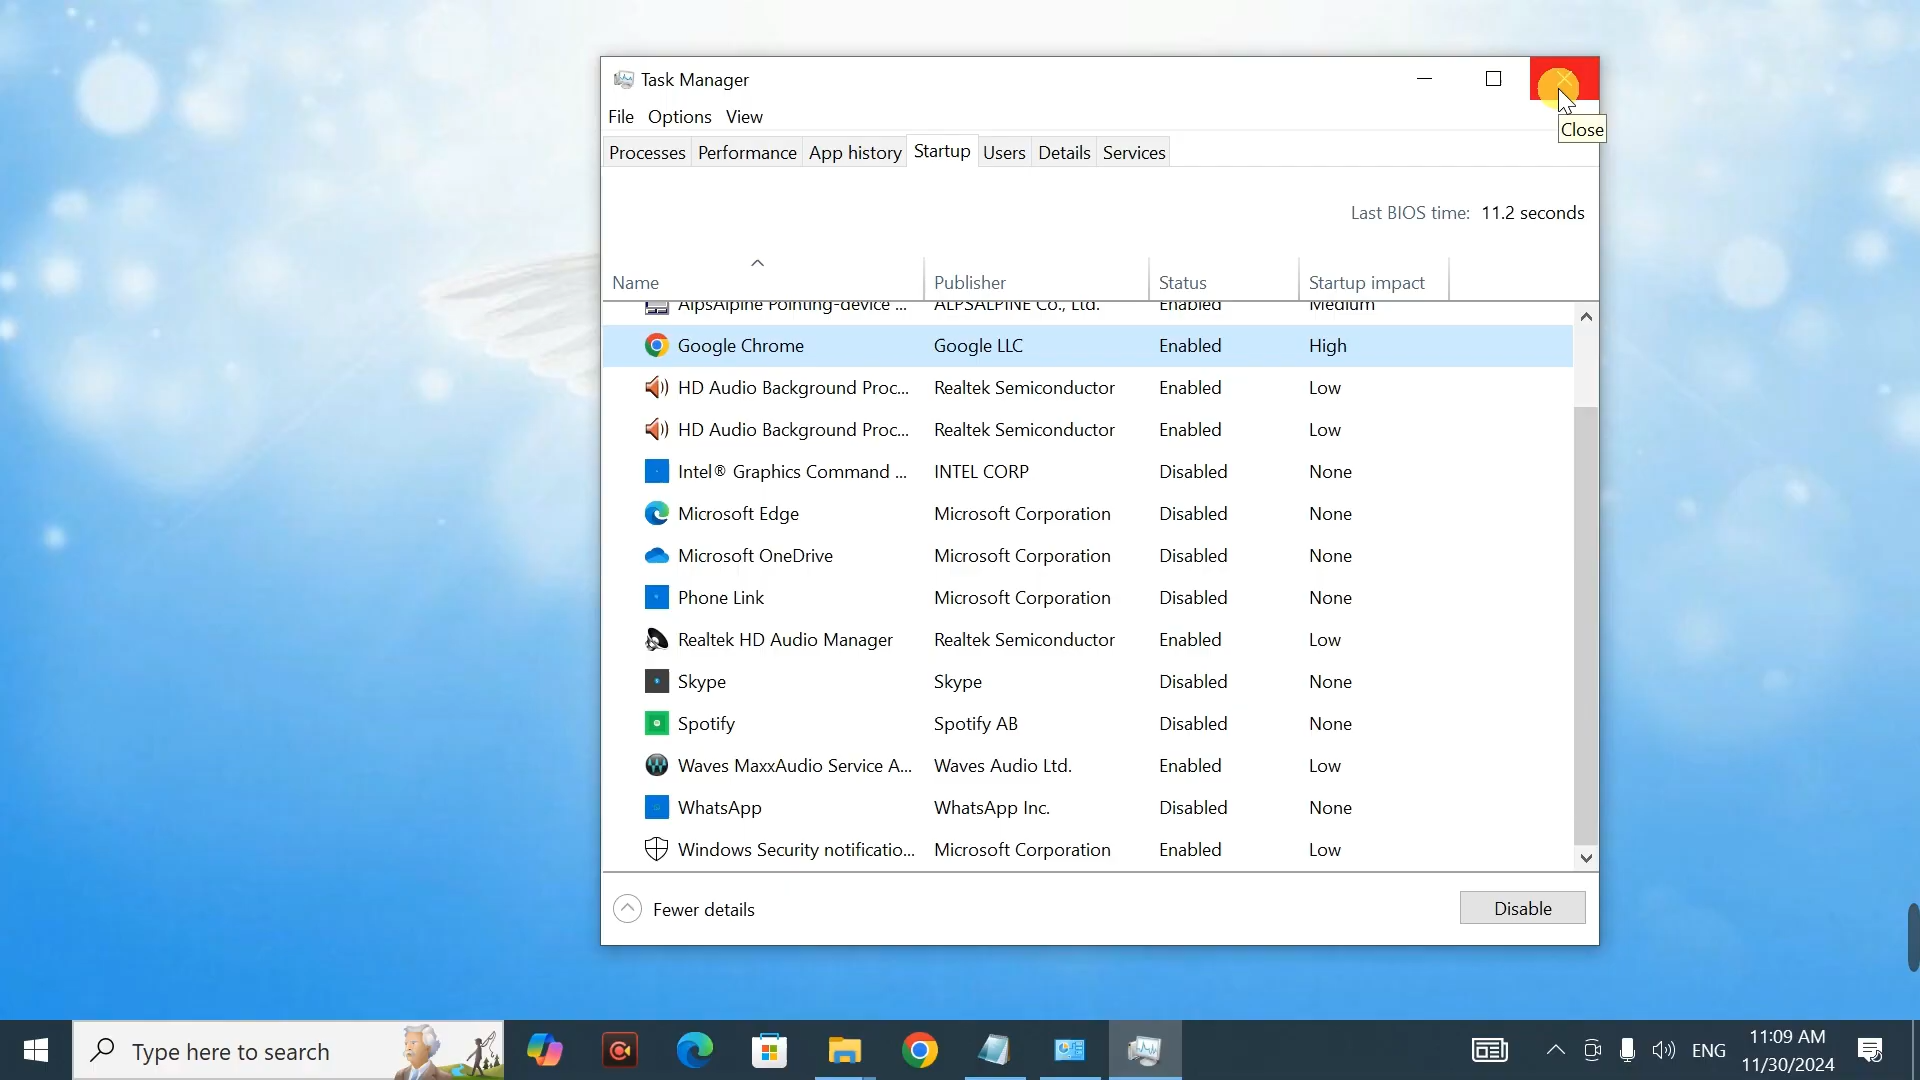 Task Manager
Close
File Options View
Processes Performance App history Startup Users Details Services
Last BIOS time: 11.2 seconds
Name Publisher Status Startup impact
AlpsAlpine Pointing-device ... ALPSALPINE Co., Ltd. Enabled Medium
Google Chrome Google LLC Enabled High
HD Audio Background Proc... Realtek Semiconductor Enabled Low
HD Audio Background Proc... Realtek Semiconductor Enabled Low
Intel® Graphics Command ... INTEL CORP Disabled None
Microsoft Edge Microsoft Corporation Disabled None
Microsoft OneDrive Microsoft Corporation Disabled None
Phone Link Microsoft Corporation Disabled None
Realtek HD Audio Manager Realtek Semiconductor Enabled Low
Skype Skype Disabled None
Spotify Spotify AB Disabled None
Waves MaxxAudio Service A... Waves Audio Ltd. Enabled Low
WhatsApp WhatsApp Inc. Disabled None
Windows Security notificatio... Microsoft Corporation Enabled Low
Fewer details Disable
Type here to search ENG 11:09 AM
11/30/2024